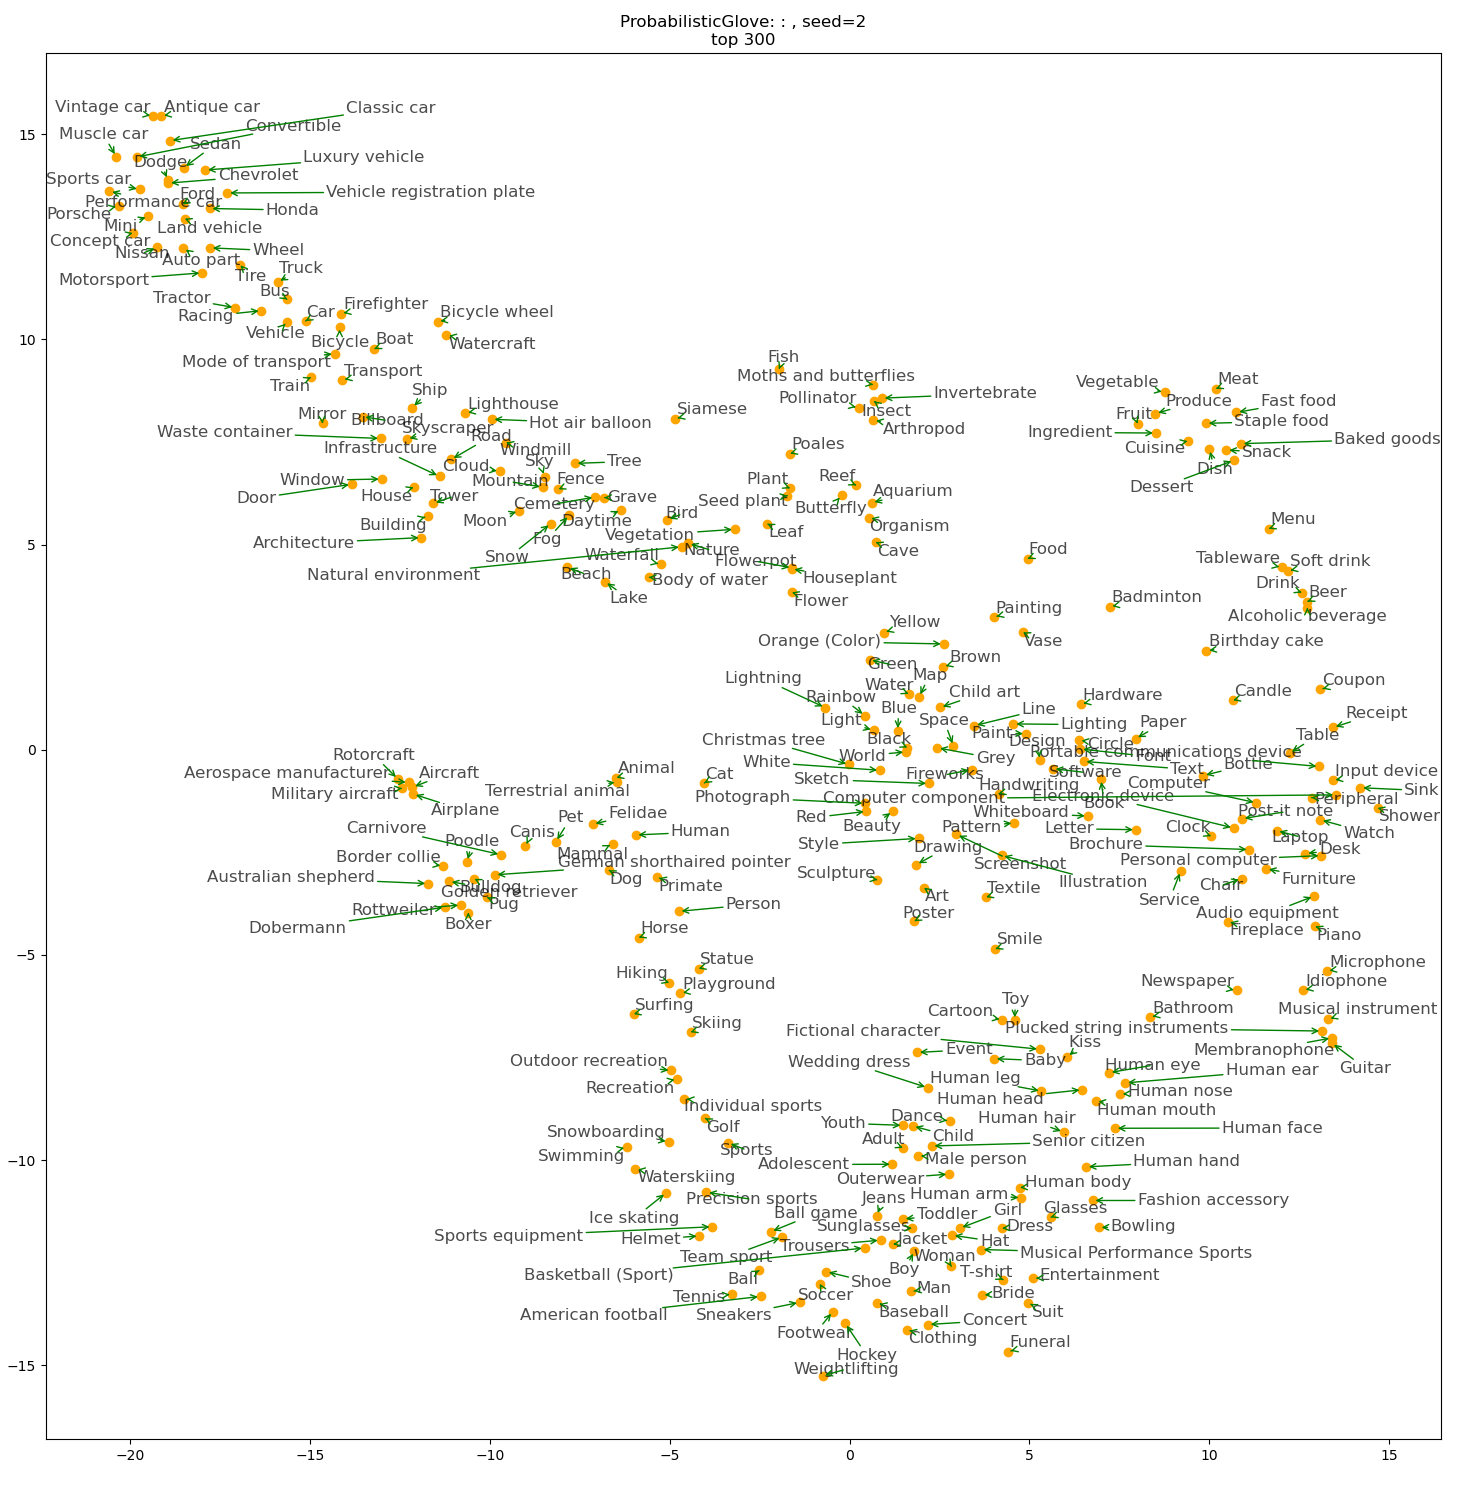 ProbabilisticGlove: : , seed=2
top 300
Vintage car
Antique car
Classic car
Muscle car
Convertible
Sedan
Dodge
Luxury vehicle
Sports car
Chevrolet
Performance car
Ford
Vehicle registration plate
Porsche
Honda
Mini
Land vehicle
Concept car
Nissan
Auto part
Wheel
Motorsport
Tire
Truck
Tractor
Bus
Racing
Car
Firefighter
Bicycle wheel
Vehicle
Bicycle
Boat
Watercraft
Mode of transport
Train
Transport
Ship
Mirror
Billboard
Lighthouse
Hot air balloon
Waste container
Skyscraper
Road
Infrastructure
Windmill
Cloud
Sky
Tree
Window
Mountain
Fence
Door
House
Tower
Cemetery
Grave
Moon
Daytime
Building
Fog
Snow
Architecture
Vegetation
Bird
Natural environment
Nature
Waterfall
Beach
Body of water
Lake
Fish
Moths and butterflies
Siamese
Pollinator
Invertebrate
Insect
Arthropod
Poales
Plant
Reef
Seed plant
Butterfly
Aquarium
Leaf
Organism
Cave
Flowerpot
Houseplant
Flower
Vegetable
Meat
Produce
Fast food
Fruit
Staple food
Ingredient
Baked goods
Cuisine
Dish
Snack
Dessert
Menu
Food
Tableware
Soft drink
Drink
Beer
Alcoholic beverage
Badminton
Painting
Vase
Birthday cake
Yellow
Orange (Color)
Green
Brown
Lightning
Water
Map
Rainbow
Child art
Hardware
Candle
Coupon
Light
Blue
Space
Line
Lighting
Paper
Receipt
Christmas tree
Black
Paint
Design
Circle
Table
World
Grey
Portable communications device
White
Fireworks
Software
Font
Text
Bottle
Input device
Sketch
Handwriting
Computer
Sink
Photograph
Computer component
Electronic device
Book
Peripheral
Post-it note
Shower
Red
Beauty
Pattern
Whiteboard
Letter
Clock
Laptop
Watch
Style
Brochure
Desk
Drawing
Screenshot
Personal computer
Sculpture
Illustration
Chair
Furniture
Art
Textile
Service
Audio equipment
Poster
Fireplace
Piano
Rotorcraft
Aerospace manufacturer
Aircraft
Military aircraft
Airplane
Animal
Terrestrial animal
Cat
Carnivore
Pet
Felidae
Poodle
Canis
Human
Border collie
Mammal
German shorthaired pointer
Australian shepherd
Bulldog
Golden retriever
Dog
Primate
Rottweiler
Pug
Dobermann
Boxer
Person
Horse
Smile
Statue
Hiking
Playground
Surfing
Skiing
Microphone
Newspaper
Idiophone
Cartoon
Toy
Bathroom
Musical instrument
Fictional character
Plucked string instruments
Event
Baby
Kiss
Membranophone
Guitar
Outdoor recreation
Wedding dress
Human eye
Human ear
Recreation
Human leg
Human nose
Individual sports
Human head
Human mouth
Golf
Youth
Dance
Human hair
Human face
Snowboarding
Sports
Adult
Child
Senior citizen
Swimming
Adolescent
Male person
Human hand
Waterskiing
Outerwear
Human body
Precision sports
Jeans
Human arm
Fashion accessory
Ice skating
Ball game
Toddler
Girl
Glasses
Sports equipment
Sunglasses
Dress
Bowling
Helmet
Team sport
Trousers
Jacket
Hat
Musical Performance Sports
Basketball (Sport)
Boy
Woman
Ball
Shoe
T-shirt
Entertainment
Tennis
Soccer
Man
Bride
American football
Sneakers
Baseball
Suit
Footwear
Clothing
Concert
Hockey
Funeral
Weightlifting
15
10
5
0
−5
−10
−15
−20
−15
−10
−5
0
5
10
15